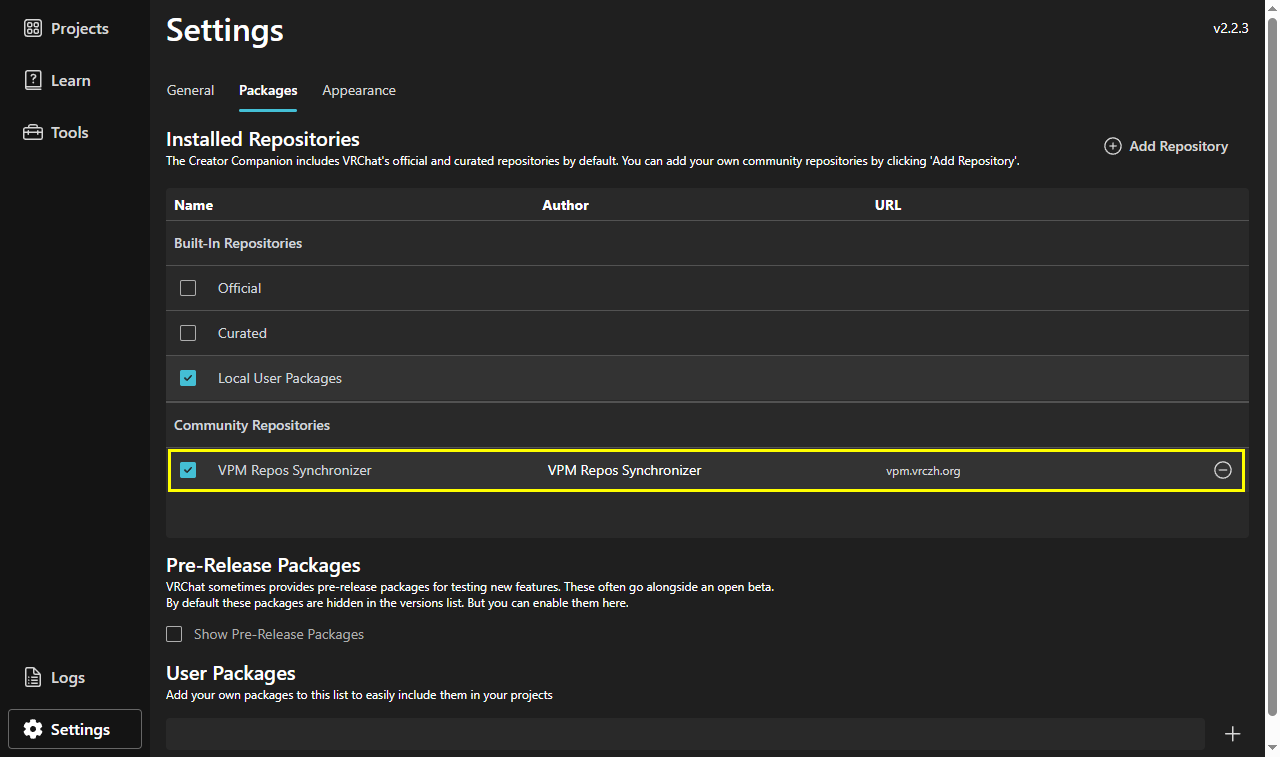 Projects
Learn
Tools
Logs
Settings
Settings
v2.2.3
General Packages Appearance
Installed Repositories
The Creator Companion includes VRChat's official and curated repositories by default. You can add your own community repositories by clicking 'Add Repository'.
Add Repository
Name Author URL
Built-In Repositories
Official
Curated
Local User Packages
Community Repositories
VPM Repos Synchronizer VPM Repos Synchronizer vpm.vrczh.org
Pre-Release Packages
VRChat sometimes provides pre-release packages for testing new features. These often go alongside an open beta.
By default these packages are hidden in the versions list. But you can enable them here.
Show Pre-Release Packages
User Packages
Add your own packages to this list to easily include them in your projects